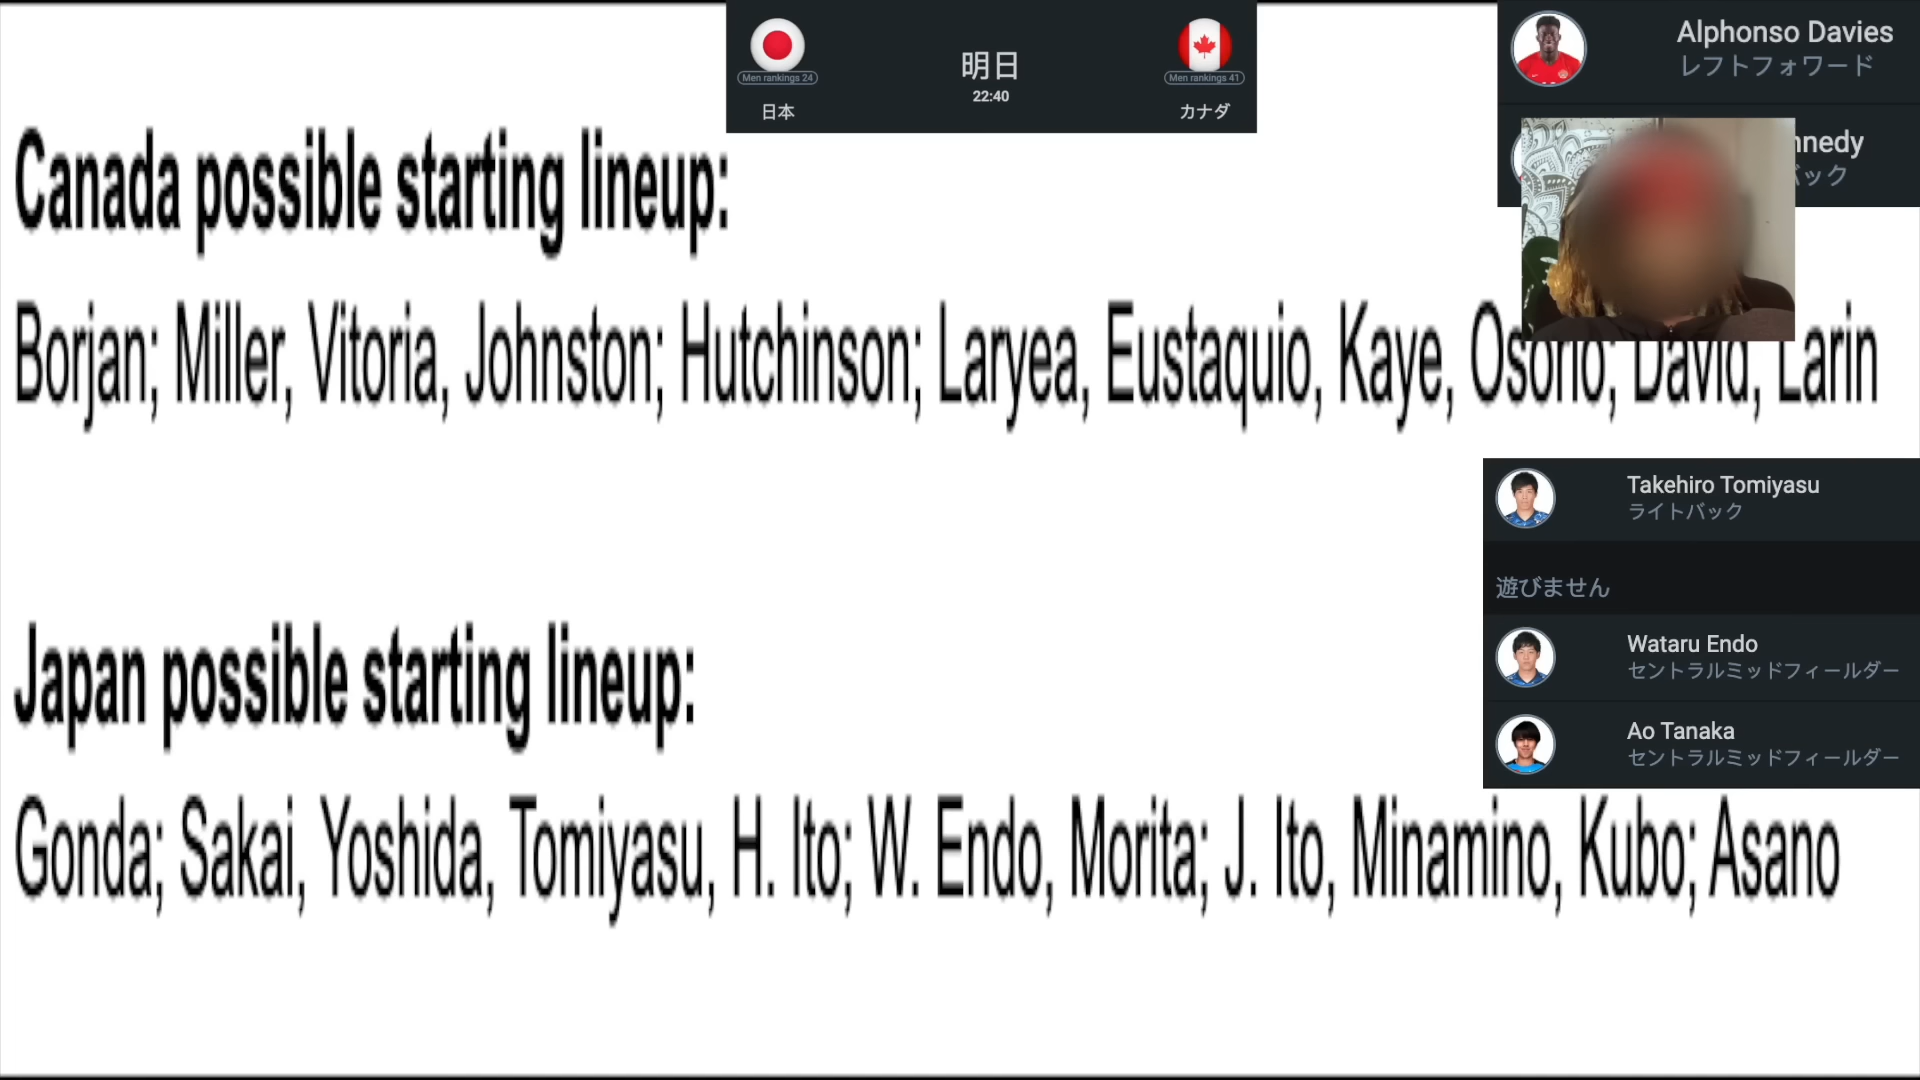 Men rankings 24
日本
明日
22:40
Men rankings 41
カナダ
Alphonso Davies
レフトフォワード
Canada possible starting lineup:
Borjan; Miller, Vitoria, Johnston; Hutchinson; Laryea, Eustaquio, Kaye, Osorio; David, Larin
Takehiro Tomiyasu
ライトバック
遊びません
Wataru Endo
セントラルミッドフィールダー
Ao Tanaka
セントラルミッドフィールダー
Japan possible starting lineup:
Gonda; Sakai, Yoshida, Tomiyasu, H. Ito; W. Endo, Morita; J. Ito, Minamino, Kubo; Asano